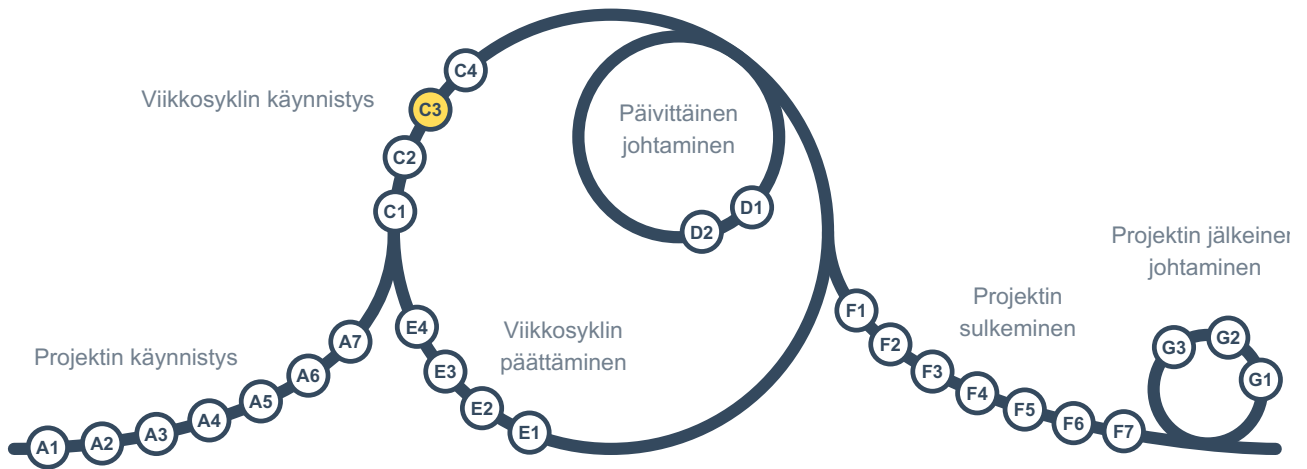 Viikkosyklin käynnistys
C4
C3
C2
C1
Päivittäinen
johtaminen
D1
D2
Projektin käynnistys
A1
A2
A3
A4
A5
A6
A7
Viikkosyklin
päättäminen
E4
E3
E2
E1
Projektin
sulkeminen
F1
F2
F3
F4
F5
F6
F7
Projektin jälkeinen
johtaminen
G3
G2
G1